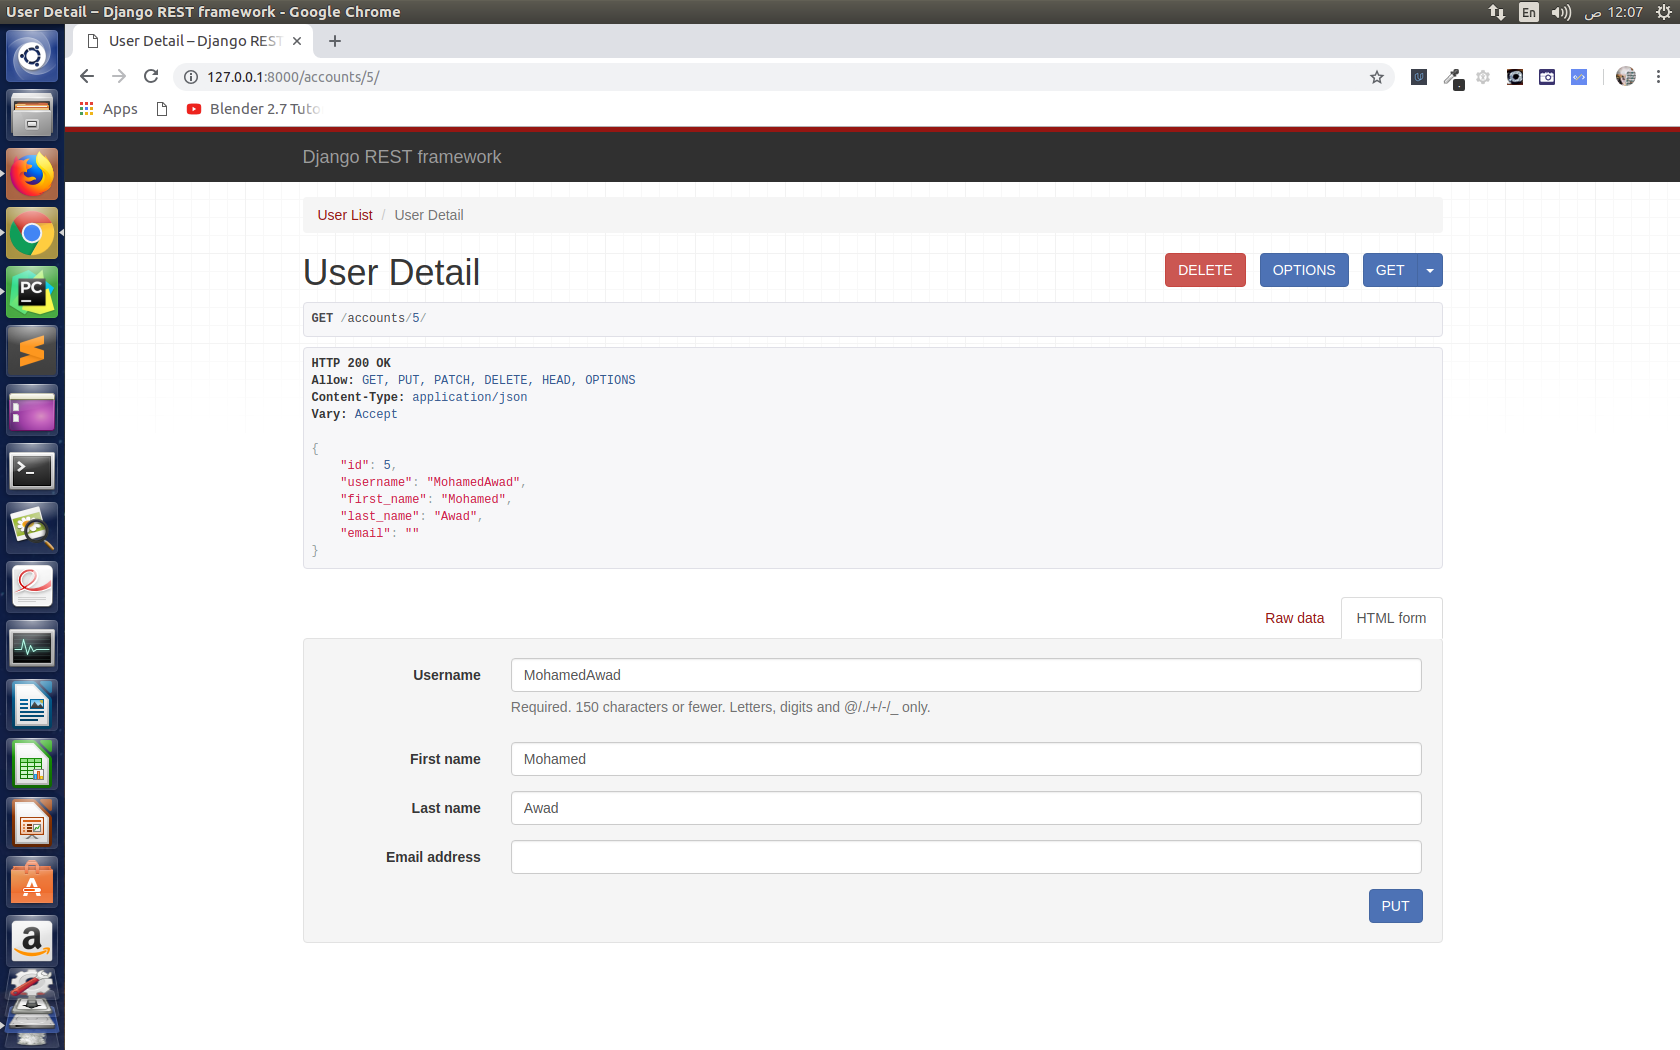 User Detail – Django REST framework - Google Chrome
En
12:07 ص
User Detail – Django REST
127.0.0.1:8000/accounts/5/
Apps
Blender 2.7 Tuto
Django REST framework
User List / User Detail
User Detail
DELETE
OPTIONS
GET
GET /accounts/5/
HTTP 200 OK
Allow: GET, PUT, PATCH, DELETE, HEAD, OPTIONS
Content-Type: application/json
Vary: Accept
{
"id": 5,
"username": "MohamedAwad",
"first_name": "Mohamed",
"last_name": "Awad",
"email": ""
}
Raw data
HTML form
Username
MohamedAwad
Required. 150 characters or fewer. Letters, digits and @/./+/-/_ only.
First name
Mohamed
Last name
Awad
Email address
PUT
PC
a